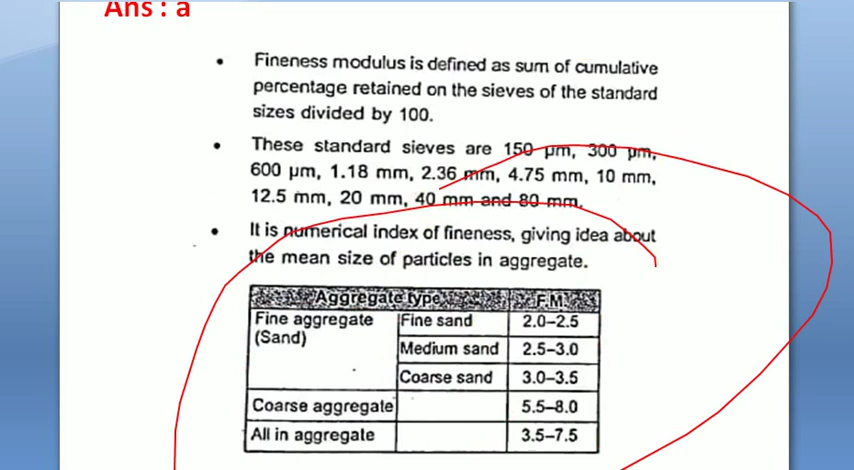 Ans : a
• Fineness modulus is defined as sum of cumulative
percentage retained on the sieves of the standard
sizes divided by 100.
• These standard sieves are 150 µm, 300 µm,
600 µm, 1.18 mm, 2.36 mm, 4.75 mm, 10 mm,
12.5 mm, 20 mm, 40 mm and 80 mm.
• It is numerical index of fineness, giving idea about
the mean size of particles in aggregate.
Aggregate type F.M.
Fine aggregate Fine sand 2.0–2.5
(Sand)
Medium sand 2.5–3.0
Coarse sand 3.0–3.5
Coarse aggregate 5.5–8.0
All in aggregate 3.5–7.5